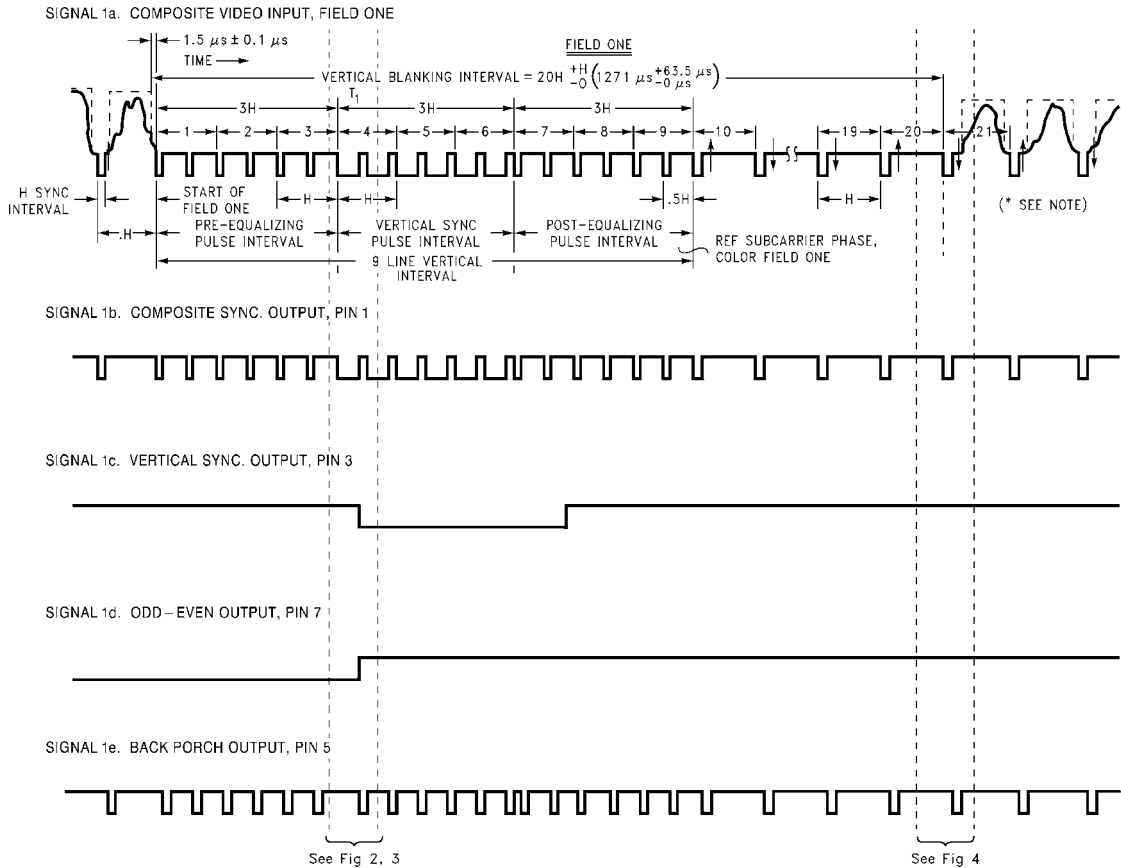 SIGNAL 1a. COMPOSITE VIDEO INPUT, FIELD ONE
1.5 µs ± 0.1 µs
TIME
FIELD ONE
VERTICAL BLANKING INTERVAL = 20H +H -0 (1271 µs +63.5 µs -0 µs)
T1
3H 3H 3H
1 2 3 4 5 6 7 8 9 10 19 20 21
H SYNC INTERVAL
START OF FIELD ONE
H H .5H H
(* SEE NOTE)
.H
PRE-EQUALIZING PULSE INTERVAL
VERTICAL SYNC PULSE INTERVAL
POST-EQUALIZING PULSE INTERVAL
REF SUBCARRIER PHASE, COLOR FIELD ONE
9 LINE VERTICAL INTERVAL
SIGNAL 1b. COMPOSITE SYNC. OUTPUT, PIN 1
SIGNAL 1c. VERTICAL SYNC. OUTPUT, PIN 3
SIGNAL 1d. ODD–EVEN OUTPUT, PIN 7
SIGNAL 1e. BACK PORCH OUTPUT, PIN 5
See Fig 2, 3
See Fig 4